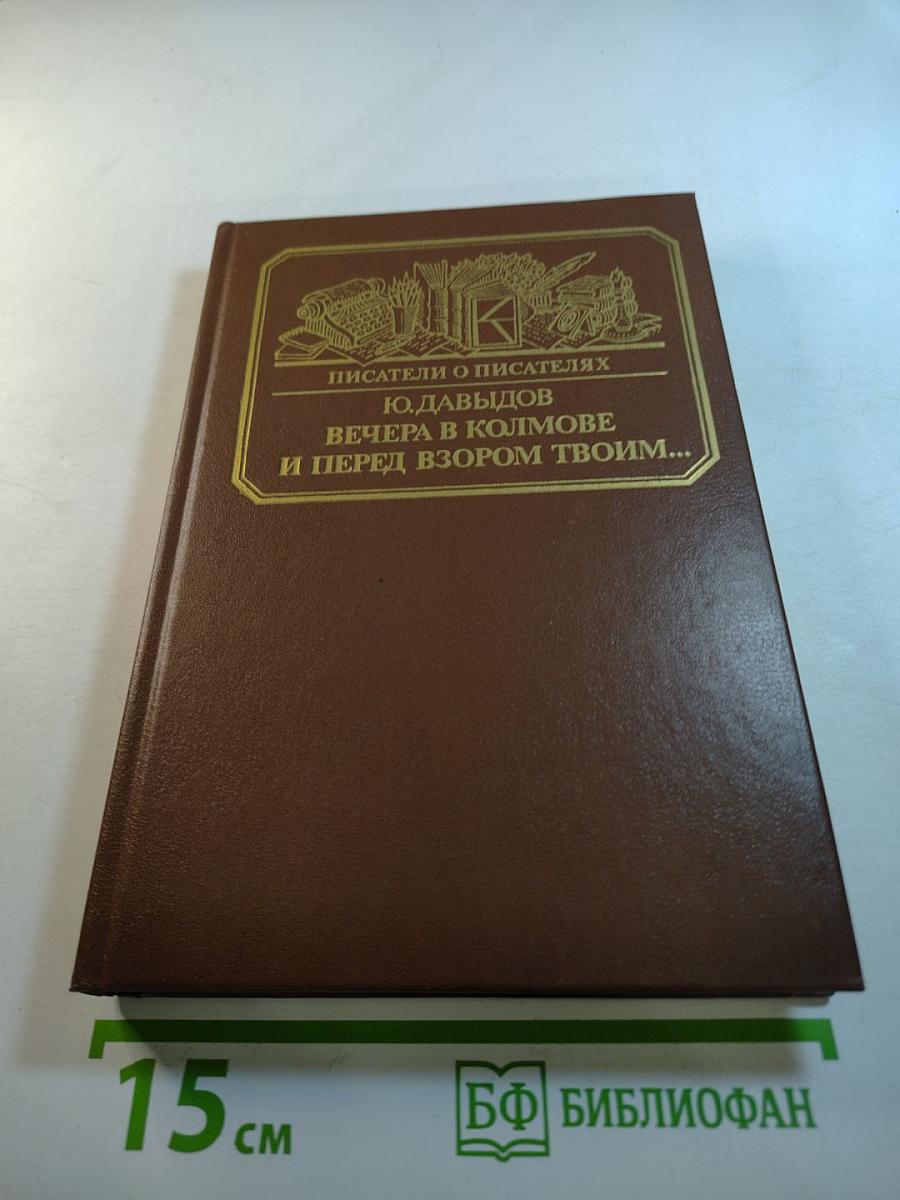 К
ПИСАТЕЛИ О ПИСАТЕЛЯХ
Ю. ДАВЫДОВ
ВЕЧЕРА В КОЛМОВЕ
И ПЕРЕД ВЗОРОМ ТВОИМ...
15 см
БФ БИБЛИОФАН